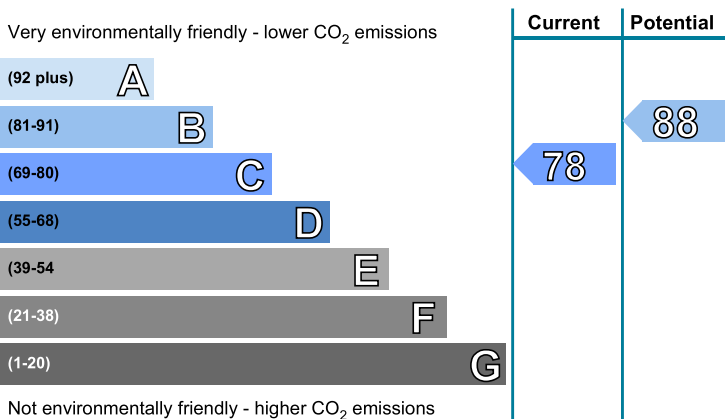 Current Potential
Very environmentally friendly - lower CO2 emissions
(92 plus) A
(81-91) B
88
(69-80) C
78
(55-68) D
(39-54 E
(21-38) F
(1-20) G
Not environmentally friendly - higher CO2 emissions